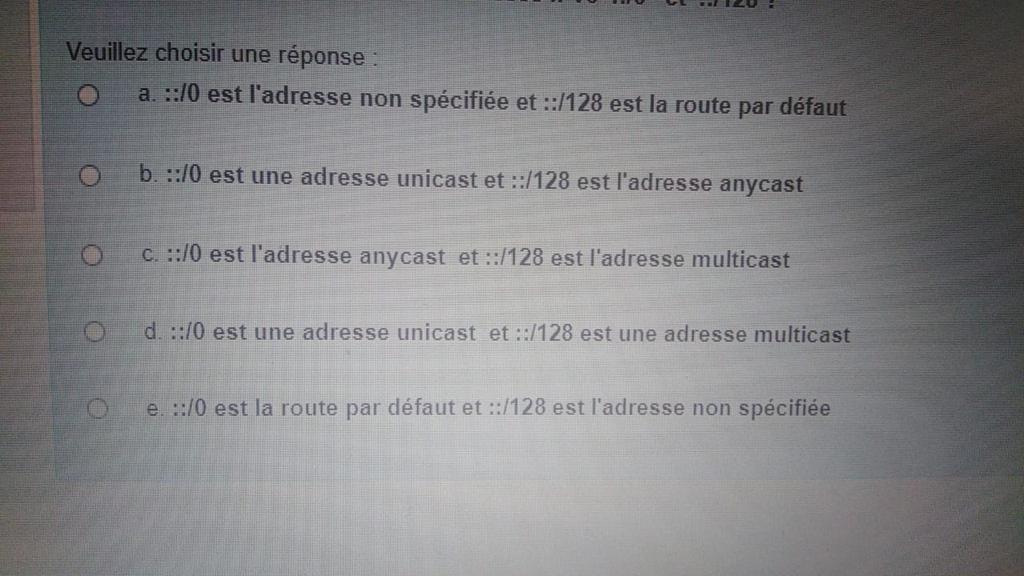 Veuillez choisir une réponse :
a. ::/0 est l'adresse non spécifiée et ::/128 est la route par défaut
b. ::/0 est une adresse unicast et ::/128 est l'adresse anycast
c. ::/0 est l'adresse anycast et ::/128 est l'adresse multicast
d. ::/0 est une adresse unicast et ::/128 est une adresse multicast
e. ::/0 est la route par défaut et ::/128 est l'adresse non spécifiée